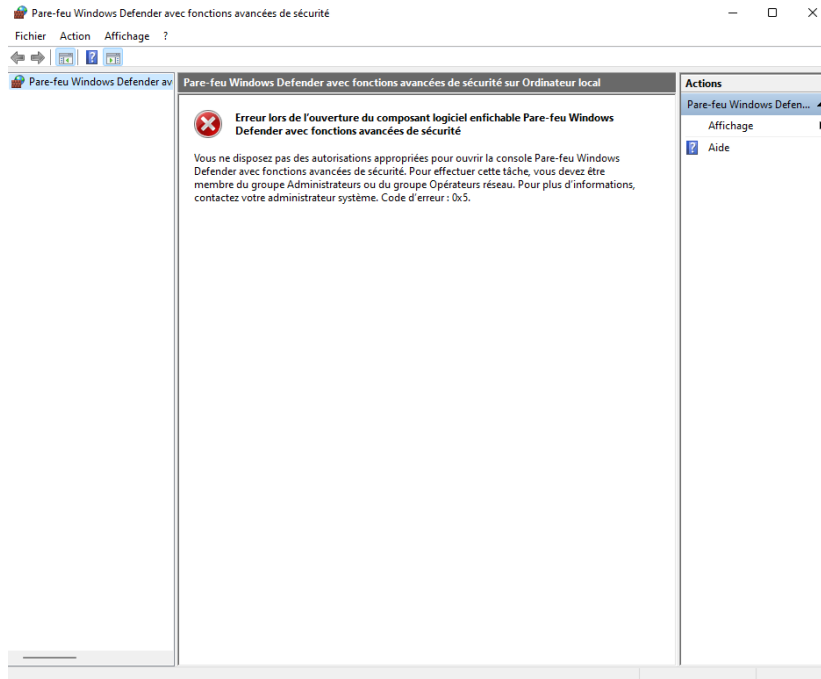 Pare-feu Windows Defender avec fonctions avancées de sécurité
Fichier Action Affichage ?
Pare-feu Windows Defender av
Pare-feu Windows Defender avec fonctions avancées de sécurité sur Ordinateur local
Erreur lors de l'ouverture du composant logiciel enfichable Pare-feu Windows
Defender avec fonctions avancées de sécurité
Vous ne disposez pas des autorisations appropriées pour ouvrir la console Pare-feu Windows
Defender avec fonctions avancées de sécurité. Pour effectuer cette tâche, vous devez être
membre du groupe Administrateurs ou du groupe Opérateurs réseau. Pour plus d'informations,
contactez votre administrateur système. Code d'erreur : 0x5.
Actions
Pare-feu Windows Defen...
Affichage
Aide